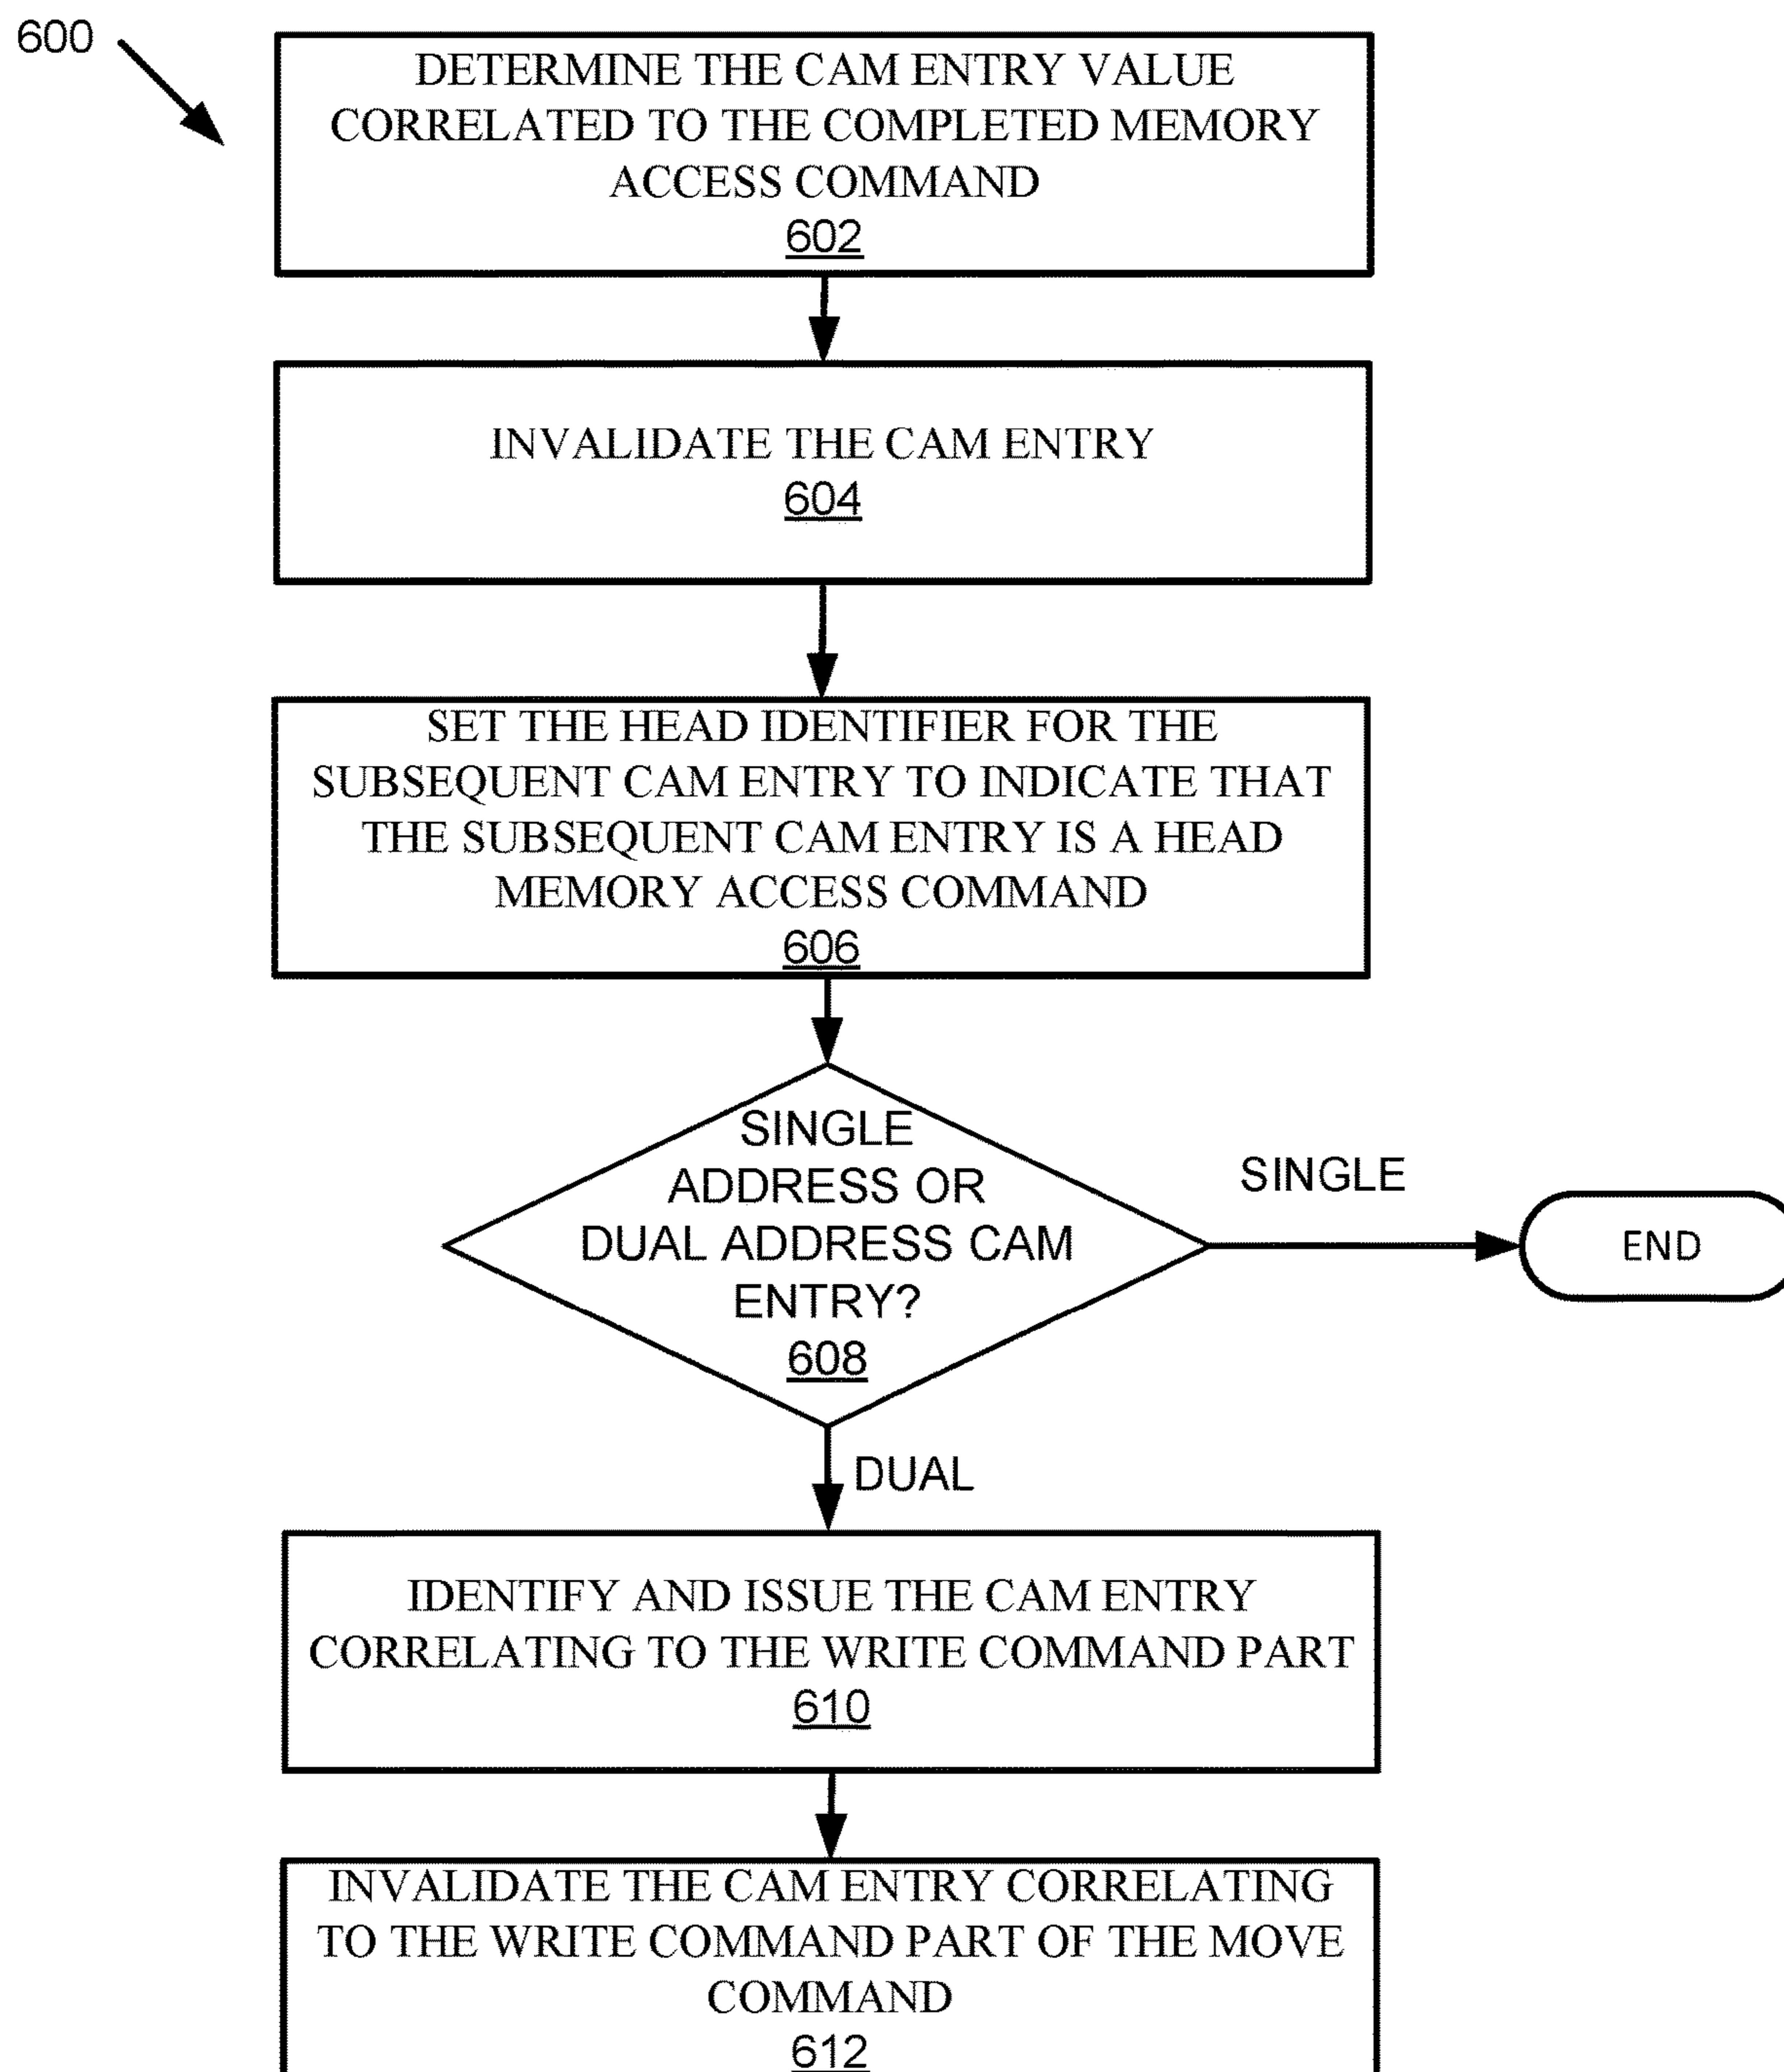 600
DETERMINE THE CAM ENTRY VALUE
CORRELATED TO THE COMPLETED MEMORY
ACCESS COMMAND
602
INVALIDATE THE CAM ENTRY
604
SET THE HEAD IDENTIFIER FOR THE
SUBSEQUENT CAM ENTRY TO INDICATE THAT
THE SUBSEQUENT CAM ENTRY IS A HEAD
MEMORY ACCESS COMMAND
606
SINGLE
ADDRESS OR
DUAL ADDRESS CAM
ENTRY?
608
SINGLE
END
DUAL
IDENTIFY AND ISSUE THE CAM ENTRY
CORRELATING TO THE WRITE COMMAND PART
610
INVALIDATE THE CAM ENTRY CORRELATING
TO THE WRITE COMMAND PART OF THE MOVE
COMMAND
612